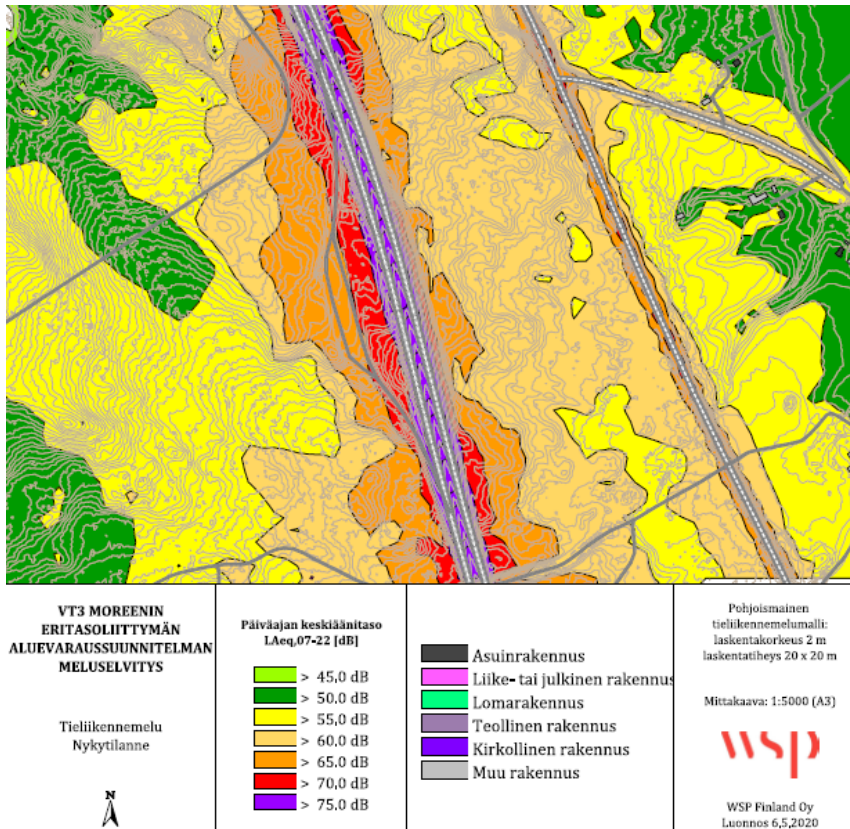 VT3 MOREENIN
ERITASOLIITTYMÄN
ALUEVARAUSSUUNNITELMAN
MELUSELVITYS
Tieliikennemelu
Nykytilanne
N
Päiväajan keskiäänitaso
LAeq,07-22 [dB]
> 45,0 dB
> 50,0 dB
> 55,0 dB
> 60,0 dB
> 65,0 dB
> 70,0 dB
> 75,0 dB
Asuinrakennus
Liike- tai julkinen rakennus
Lomarakennus
Teollinen rakennus
Kirkollinen rakennus
Muu rakennus
Pohjoismainen
tieliikennemelumalli:
laskentakorkeus 2 m
laskentatiheys 20 x 20 m
Mittakaava: 1:5000 (A3)
wsp
WSP Finland Oy
Luonnos 6,5,2020